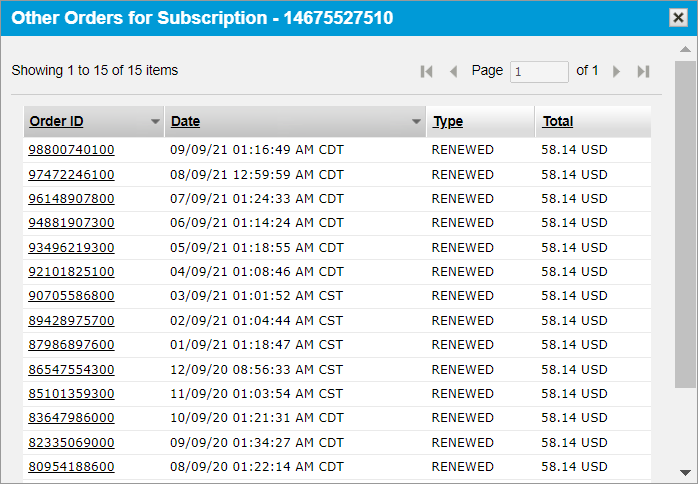 Other Orders for Subscription - 14675527510
Showing 1 to 15 of 15 items
Page 1 of 1
Order ID Date Type Total
98800740100 09/09/21 01:16:49 AM CDT RENEWED 58.14 USD
97472246100 08/09/21 12:59:59 AM CDT RENEWED 58.14 USD
96148907800 07/09/21 01:24:33 AM CDT RENEWED 58.14 USD
94881907300 06/09/21 01:14:24 AM CDT RENEWED 58.14 USD
93496219300 05/09/21 01:18:55 AM CDT RENEWED 58.14 USD
92101825100 04/09/21 01:08:46 AM CDT RENEWED 58.14 USD
90705586800 03/09/21 01:01:52 AM CST RENEWED 58.14 USD
89428975700 02/09/21 01:04:44 AM CST RENEWED 58.14 USD
87986897600 01/09/21 01:18:47 AM CST RENEWED 58.14 USD
86547554300 12/09/20 08:56:33 AM CST RENEWED 58.14 USD
85101359300 11/09/20 01:03:54 AM CST RENEWED 58.14 USD
83647986000 10/09/20 01:21:31 AM CDT RENEWED 58.14 USD
82335069000 09/09/20 01:34:27 AM CDT RENEWED 58.14 USD
80954188600 08/09/20 01:22:14 AM CDT RENEWED 58.14 USD